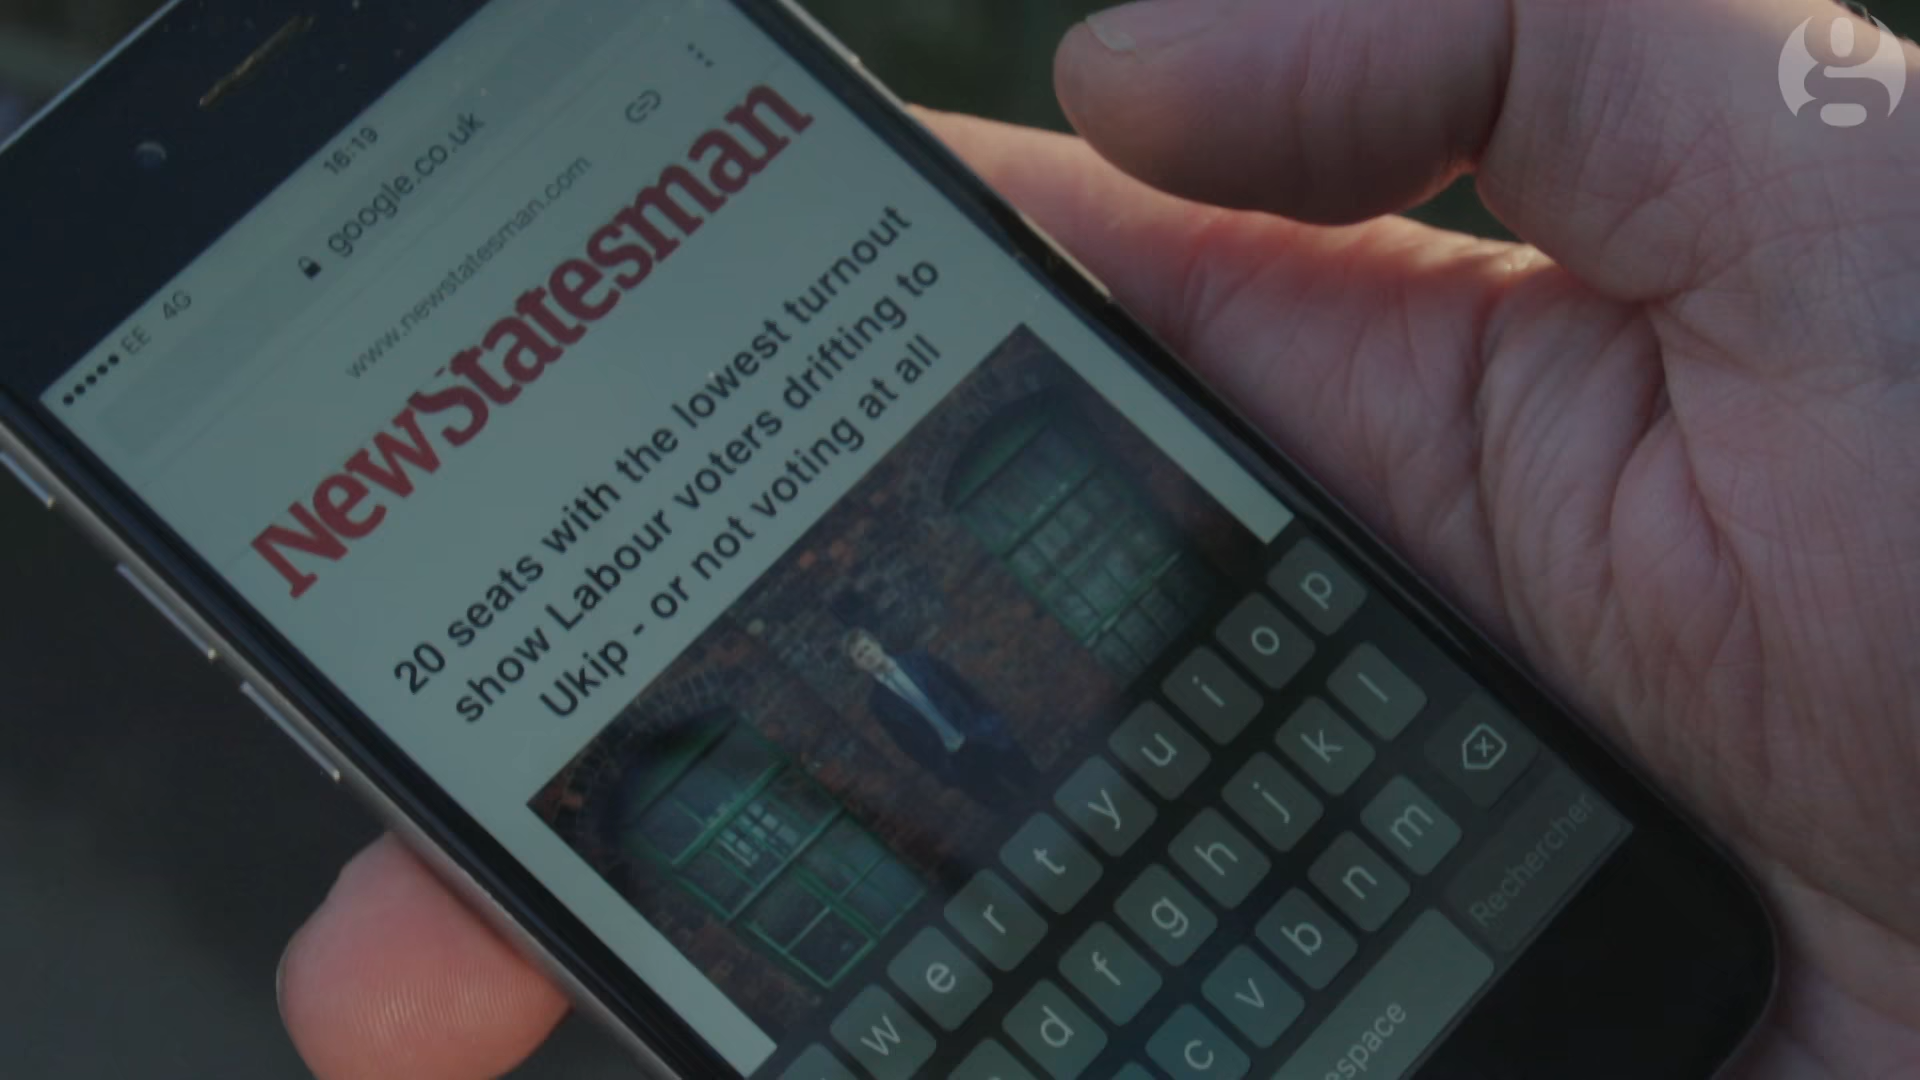 g
16:19
EE 4G
google.co.uk
www.newstatesman.com
NewStatesman
20 seats with the lowest turnout
show Labour voters drifting to
Ukip - or not voting at all
w e r t y u i o p
d f g h j k l
c v b n m
espace Rechercher